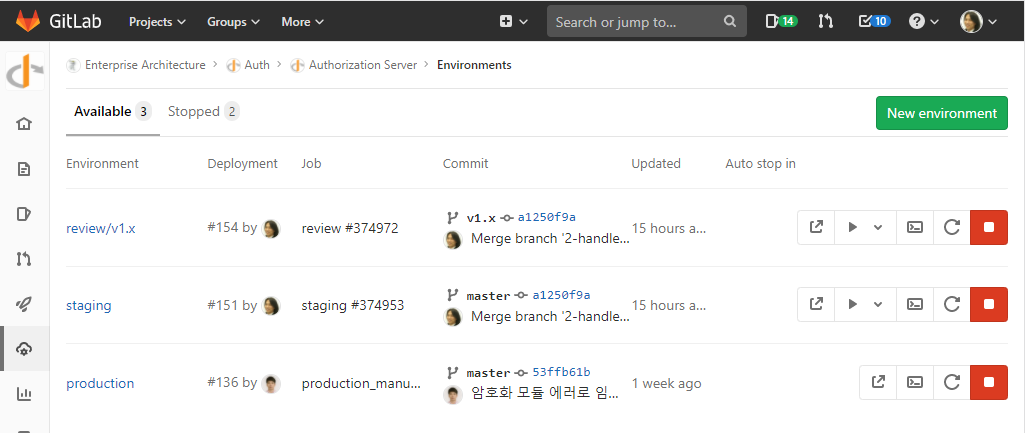 GitLab Projects Groups More Search or jump to... 14 10
Enterprise Architecture > Auth > Authorization Server > Environments
Available 3 Stopped 2 New environment
Environment Deployment Job Commit Updated Auto stop in
review/v1.x #154 by review #374972 v1.x a1250f9a 15 hours a...
Merge branch '2-handle...
staging #151 by staging #374953 master a1250f9a 15 hours a...
Merge branch '2-handle...
production #136 by production_manu... master 53ffb61b 1 week ago
암호화 모듈 에러로 임...